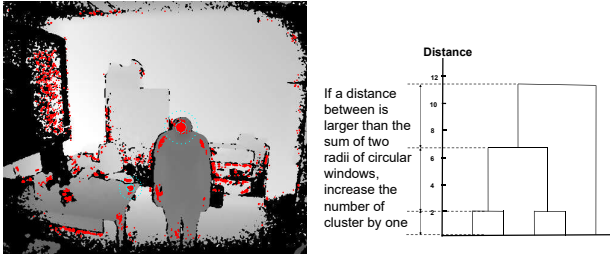 Distance
If a distance
between is
larger than the
sum of two
radii of circular
windows,
increase the
number of
cluster by one
12
10
8
6
4
2